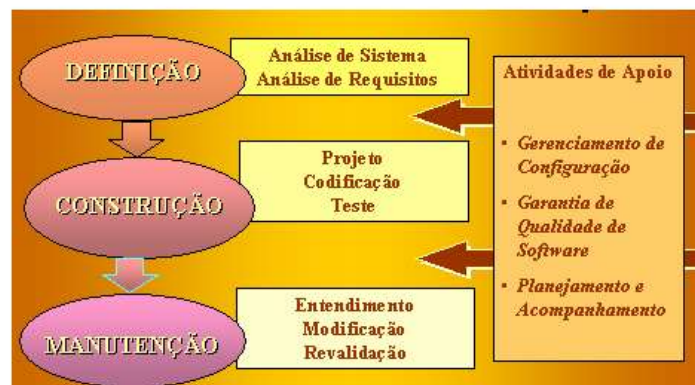 DEFINIÇÃO
Análise de Sistema
Análise de Requisitos
CONSTRUÇÃO
Projeto
Codificação
Teste
MANUTENÇÃO
Entendimento
Modificação
Revalidação
Atividades de Apoio
• Gerenciamento de
Configuração
• Garantia de
Qualidade de
Software
• Planejamento e
Acompanhamento